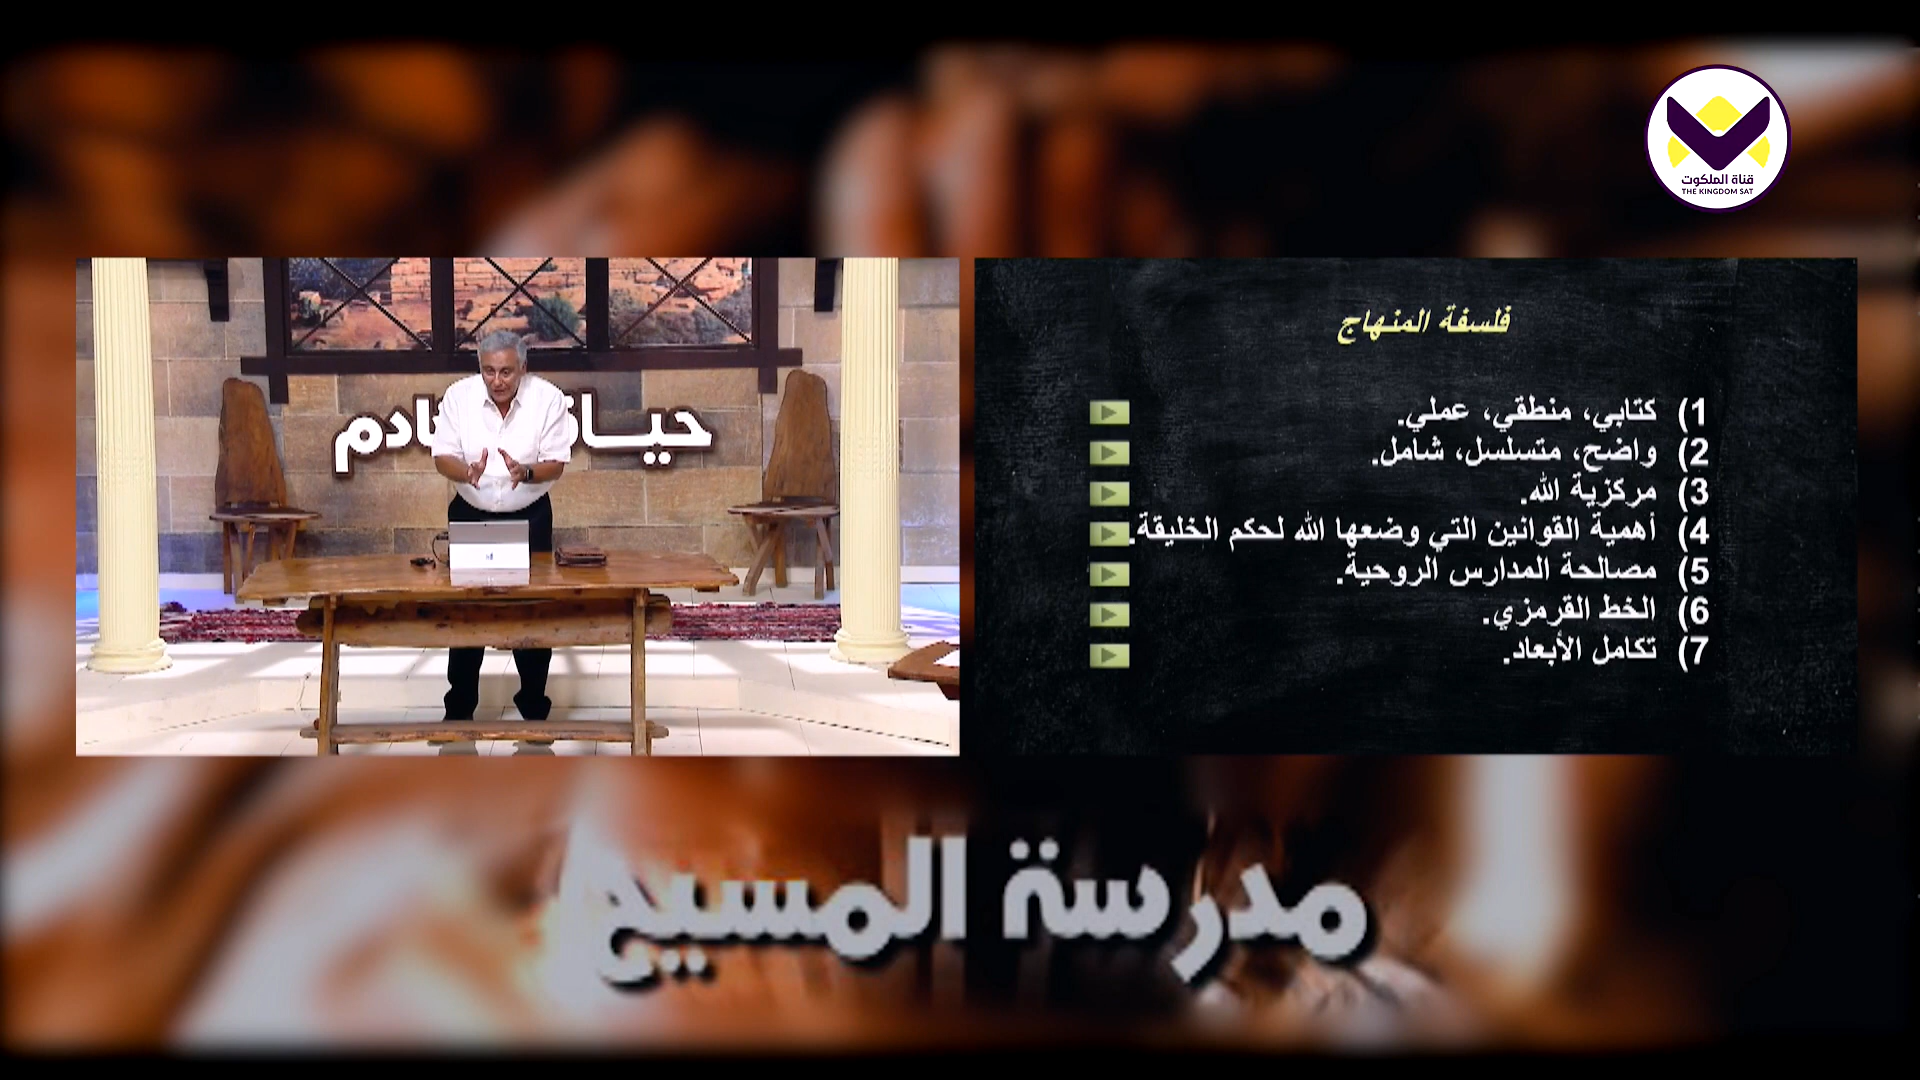 قناة الملكوت
THE KINGDOM SAT
حيـاة
خادم
فلسفة المنهاج
1) كتابي، منطقي، عملي.
2) واضح، متسلسل، شامل.
3) مركزية الله.
4) أهمية القوانين التي وضعها الله لحكم الخليقة.
5) مصالحة المدارس الروحية.
6) الخط القرمزي.
7) تكامل الأبعاد.
مدرسة المسيح